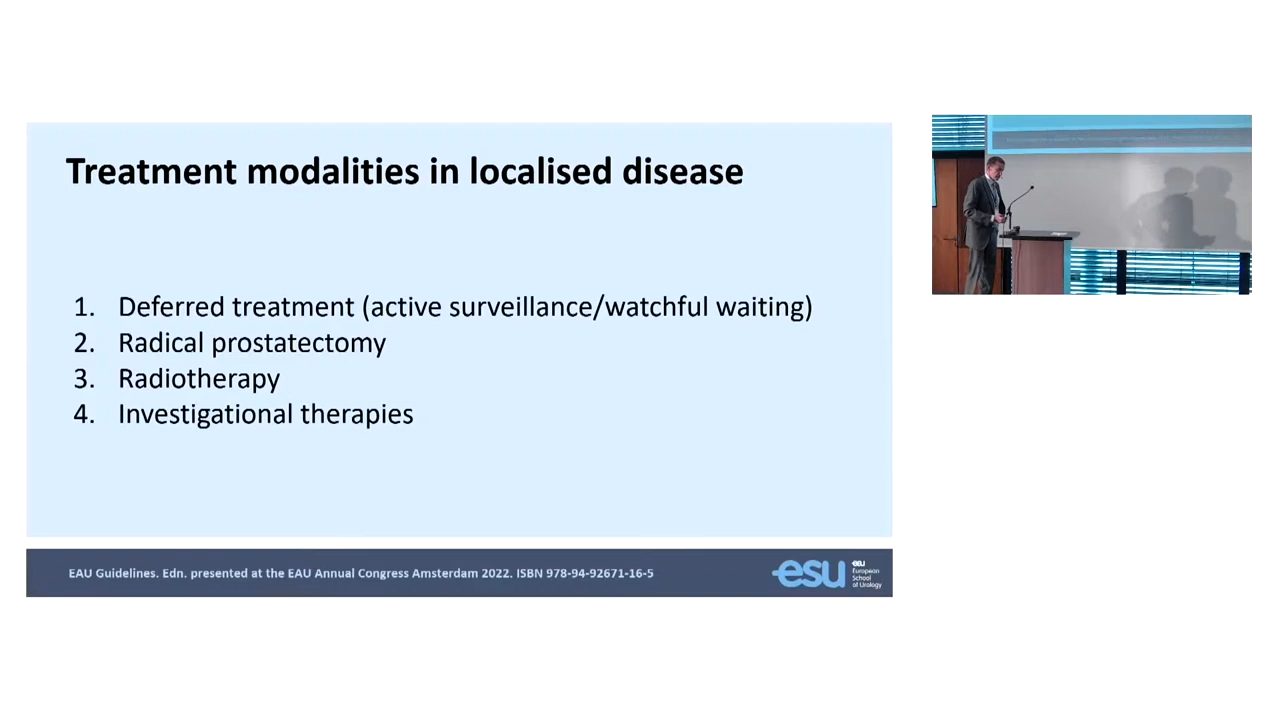 Treatment modalities in localised disease
1. Deferred treatment (active surveillance/watchful waiting)
2. Radical prostatectomy
3. Radiotherapy
4. Investigational therapies
EAU Guidelines. Edn. presented at the EAU Annual Congress Amsterdam 2022. ISBN 978-94-92671-16-5
esu
eau
European
School
of Urology